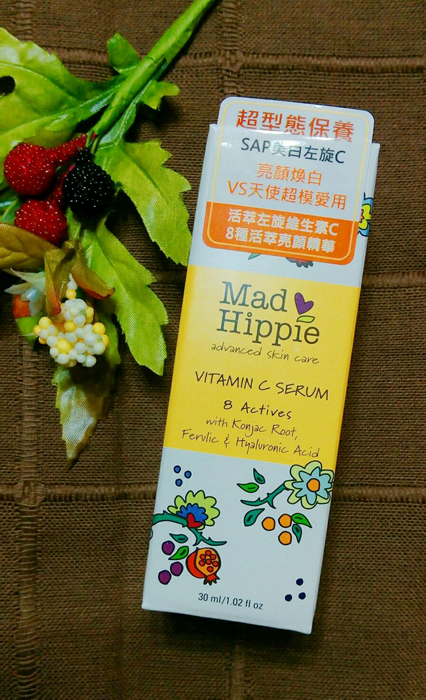 超型態保養
SAP美白左旋C
亮顏煥白
VS天使超模愛用
活萃左旋維生素C
8種活萃亮顏精華
Mad
Hippie
advanced skin care
VITAMIN C SERUM
8 Actives
with Konjac Root,
Ferulic & Hyaluronic Acid
30 ml/1.02 fl oz